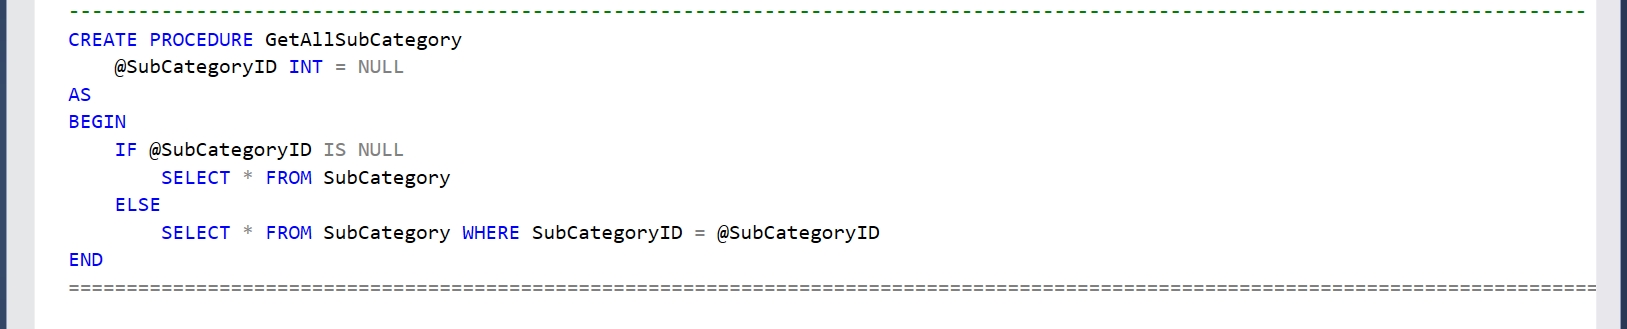 ------------------------------------------------------------------------------------------------------------------------------------
CREATE PROCEDURE GetAllSubCategory
    @SubCategoryID INT = NULL
AS
BEGIN
    IF @SubCategoryID IS NULL
        SELECT * FROM SubCategory
    ELSE
        SELECT * FROM SubCategory WHERE SubCategoryID = @SubCategoryID
END
====================================================================================================================================